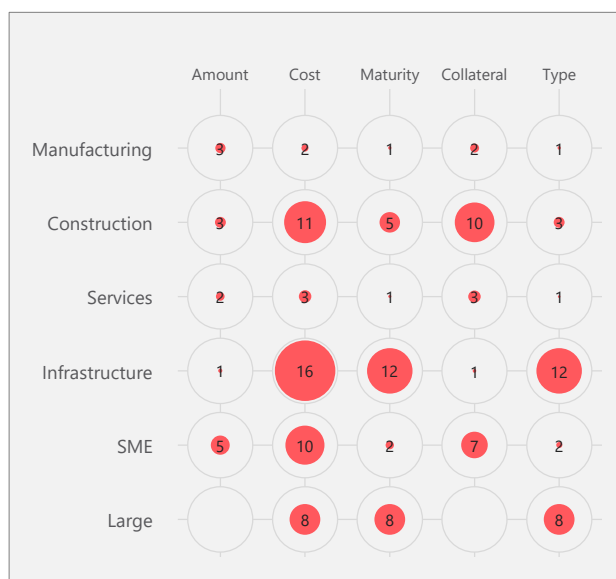 Amount Cost Maturity Collateral Type
Manufacturing 3 2 1 2 1
Construction 3 11 5 10 3
Services 2 3 1 3 1
Infrastructure 1 16 12 1 12
SME 5 10 2 7 2
Large 8 8 8